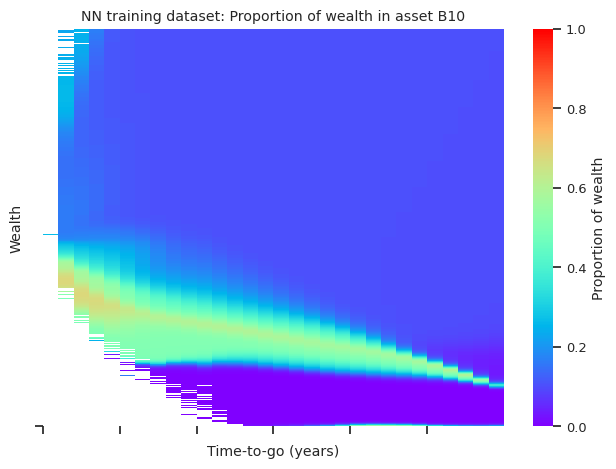 NN training dataset: Proportion of wealth in asset B10
Wealth
Time-to-go (years)
1.0
0.8
0.6
0.4
0.2
0.0
Proportion of wealth